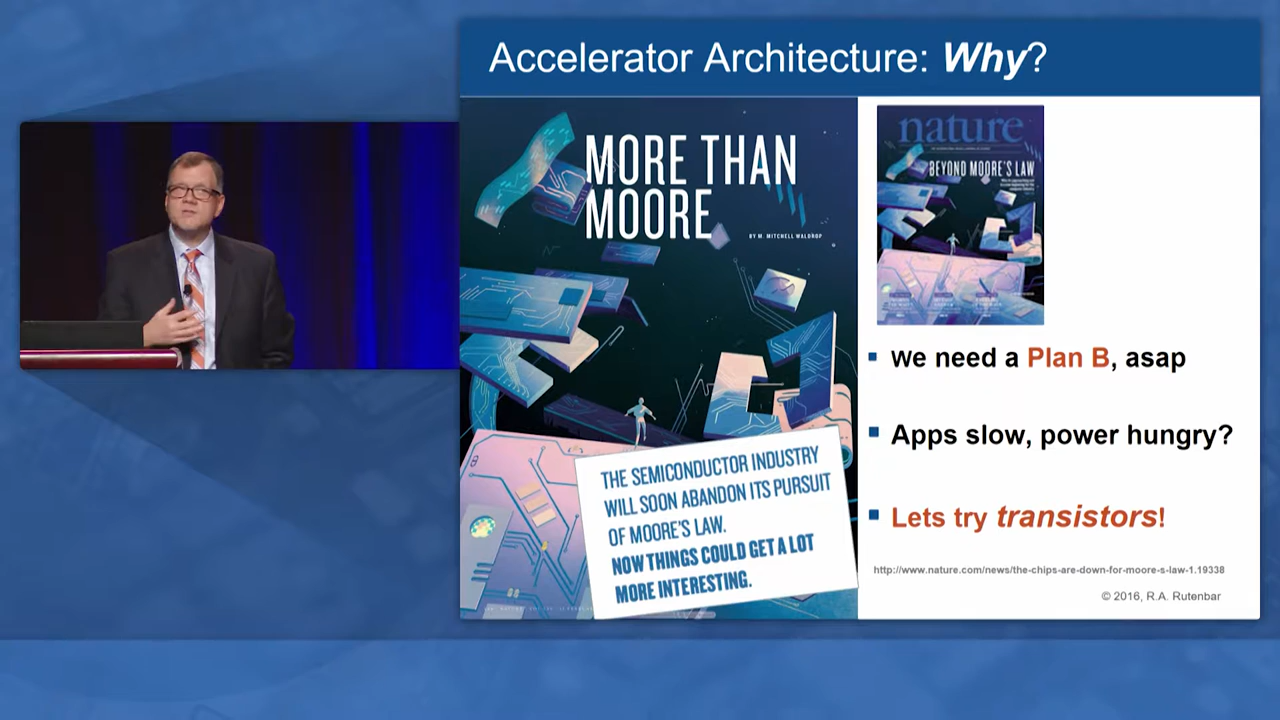 Accelerator Architecture: Why?
MORE THAN
MOORE
BY M. MITCHELL WALDROP
THE SEMICONDUCTOR INDUSTRY
WILL SOON ABANDON ITS PURSUIT
OF MOORE'S LAW.
NOW THINGS COULD GET A LOT
MORE INTERESTING.
nature
BEYOND MOORE'S LAW
We need a Plan B, asap
Apps slow, power hungry?
Lets try transistors!
http://www.nature.com/news/the-chips-are-down-for-moore-s-law-1.19338
© 2016, R.A. Rutenbar